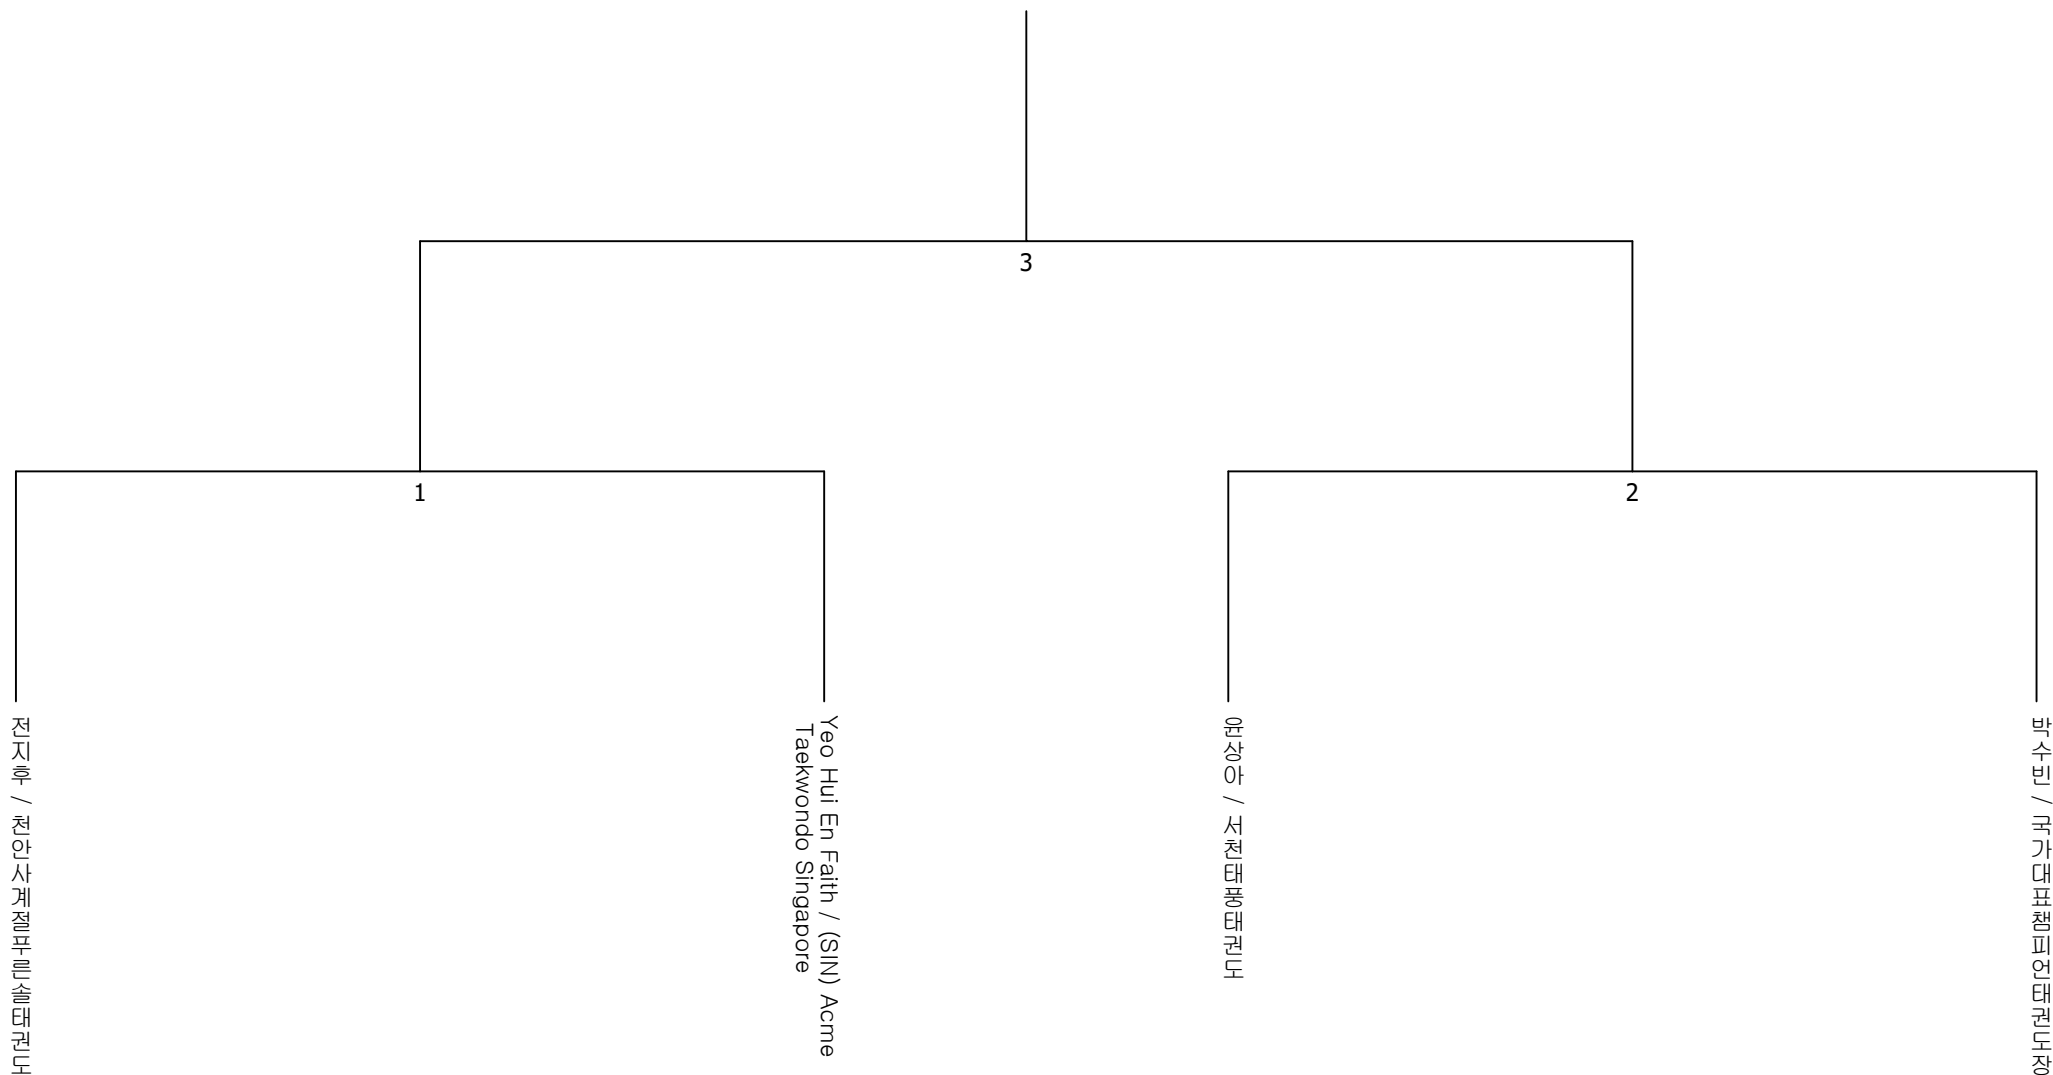 3
1
2
전지후 / 천안사계절푸른솔태권도
Yeo Hui En Faith / (SIN) Acme
Taekwondo Singapore
윤상아 / 서천태풍태권도
박수빈 / 국가대표챔피언태권도장